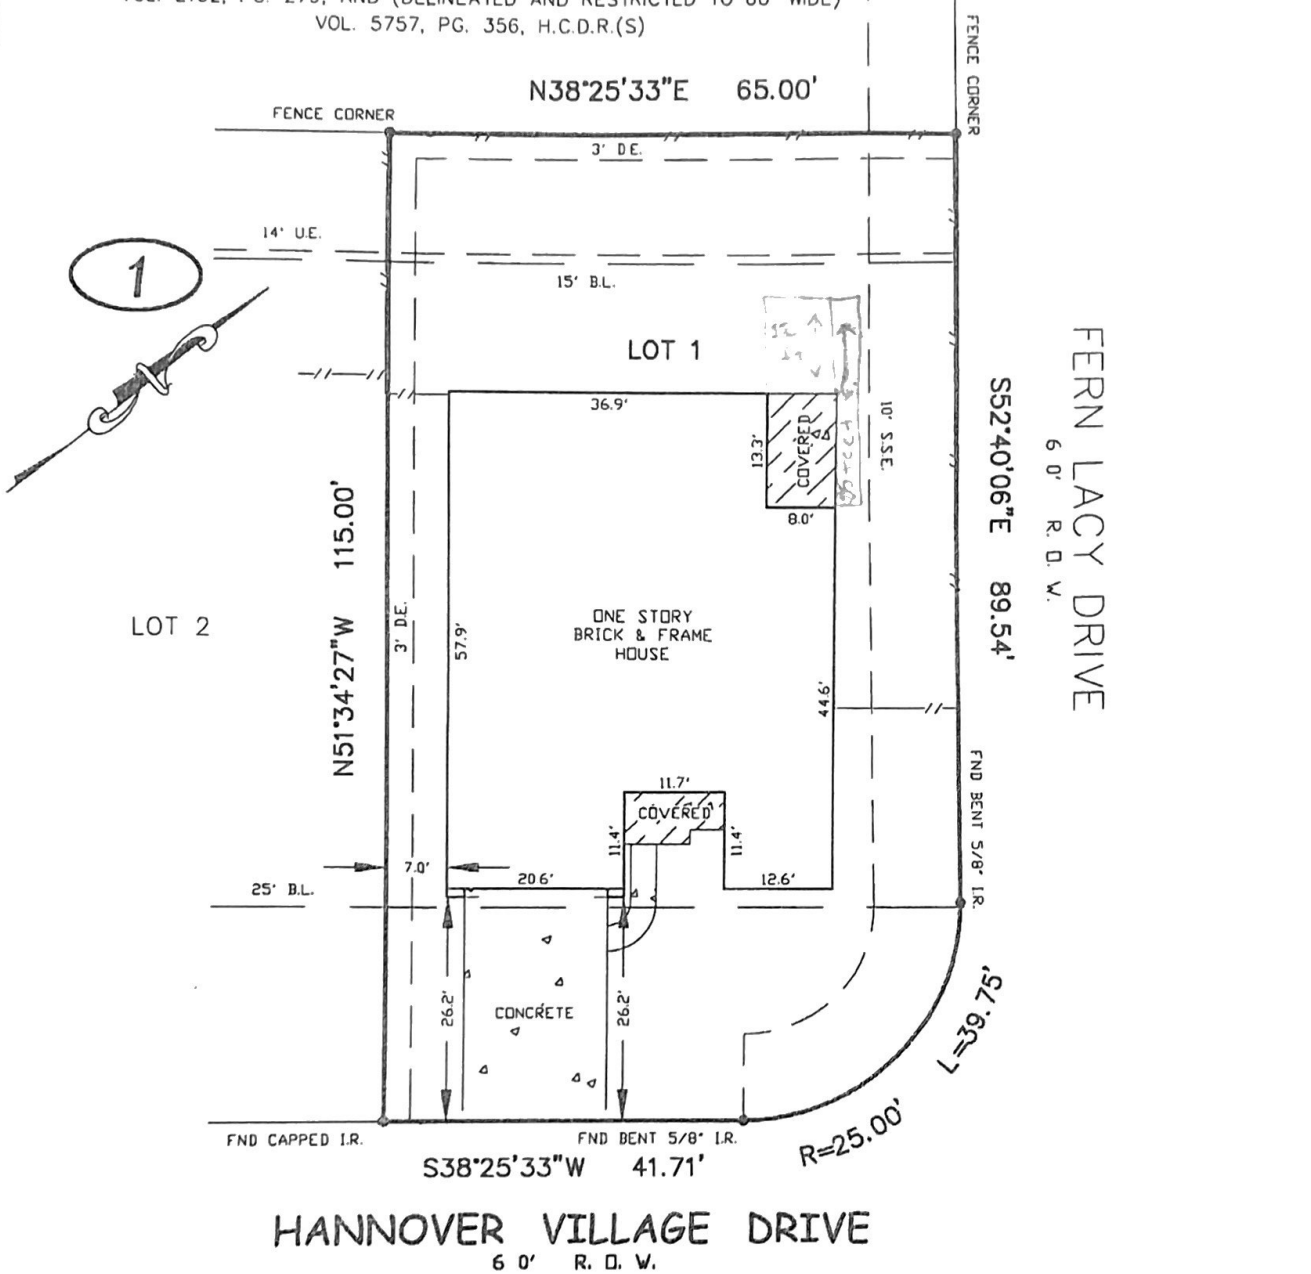 VOL. 5757, PG. 356, H.C.D.R.(S)
N38°25'33"E 65.00'
FENCE CORNER
FENCE CORNER
3' D.E.
14' U.E.
15' B.L.
1
LOT 1
36.9'
COVERED
13.3'
8.0'
10' S.S.E.
S52°40'06"E 89.54'
FERN LACY DRIVE
60' R.O.W.
N51°34'27"W 115.00'
LOT 2
3' D.E.
57.9'
ONE STORY
BRICK & FRAME
HOUSE
44.6'
11.7'
COVERED
11.4'
11.4'
FND BENT 5/8" I.R.
7.0'
20.6'
12.6'
25' B.L.
26.2'
26.2'
CONCRETE
L=39.75'
R=25.00'
FND CAPPED I.R.
FND BENT 5/8" I.R.
S38°25'33"W 41.71'
HANNOVER VILLAGE DRIVE
60' R.O.W.